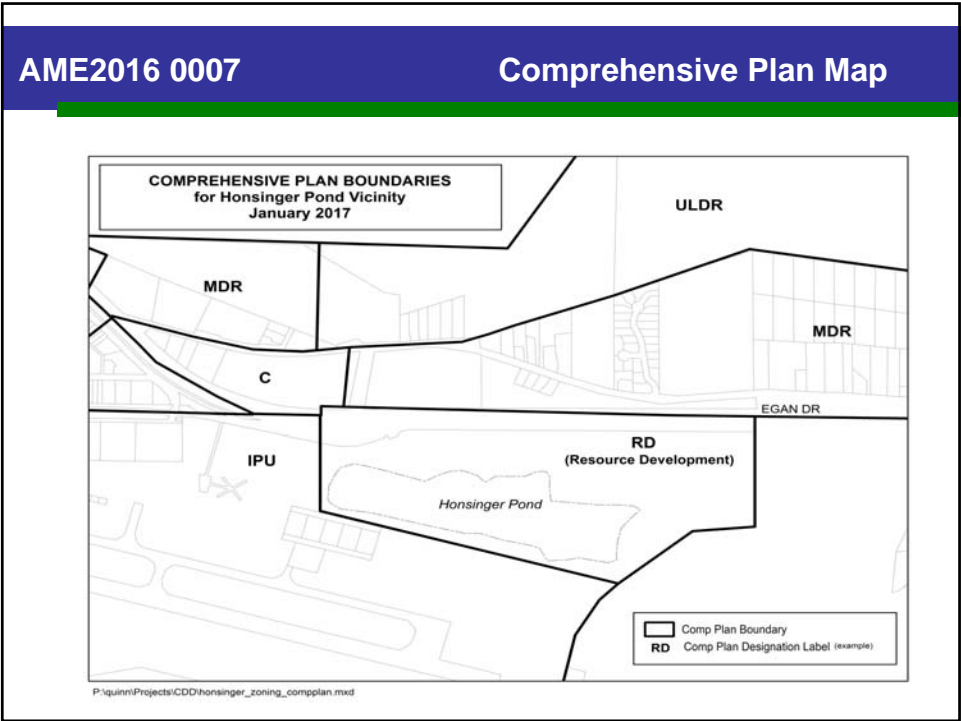 AME2016 0007 Comprehensive Plan Map
COMPREHENSIVE PLAN BOUNDARIES
for Honsinger Pond Vicinity
January 2017
ULDR
MDR
MDR
C
EGAN DR
IPU
RD
(Resource Development)
Honsinger Pond
Comp Plan Boundary
RD Comp Plan Designation Label (example)
P:\quinn\Projects\CDD\honsinger_zoning_compplan.mxd